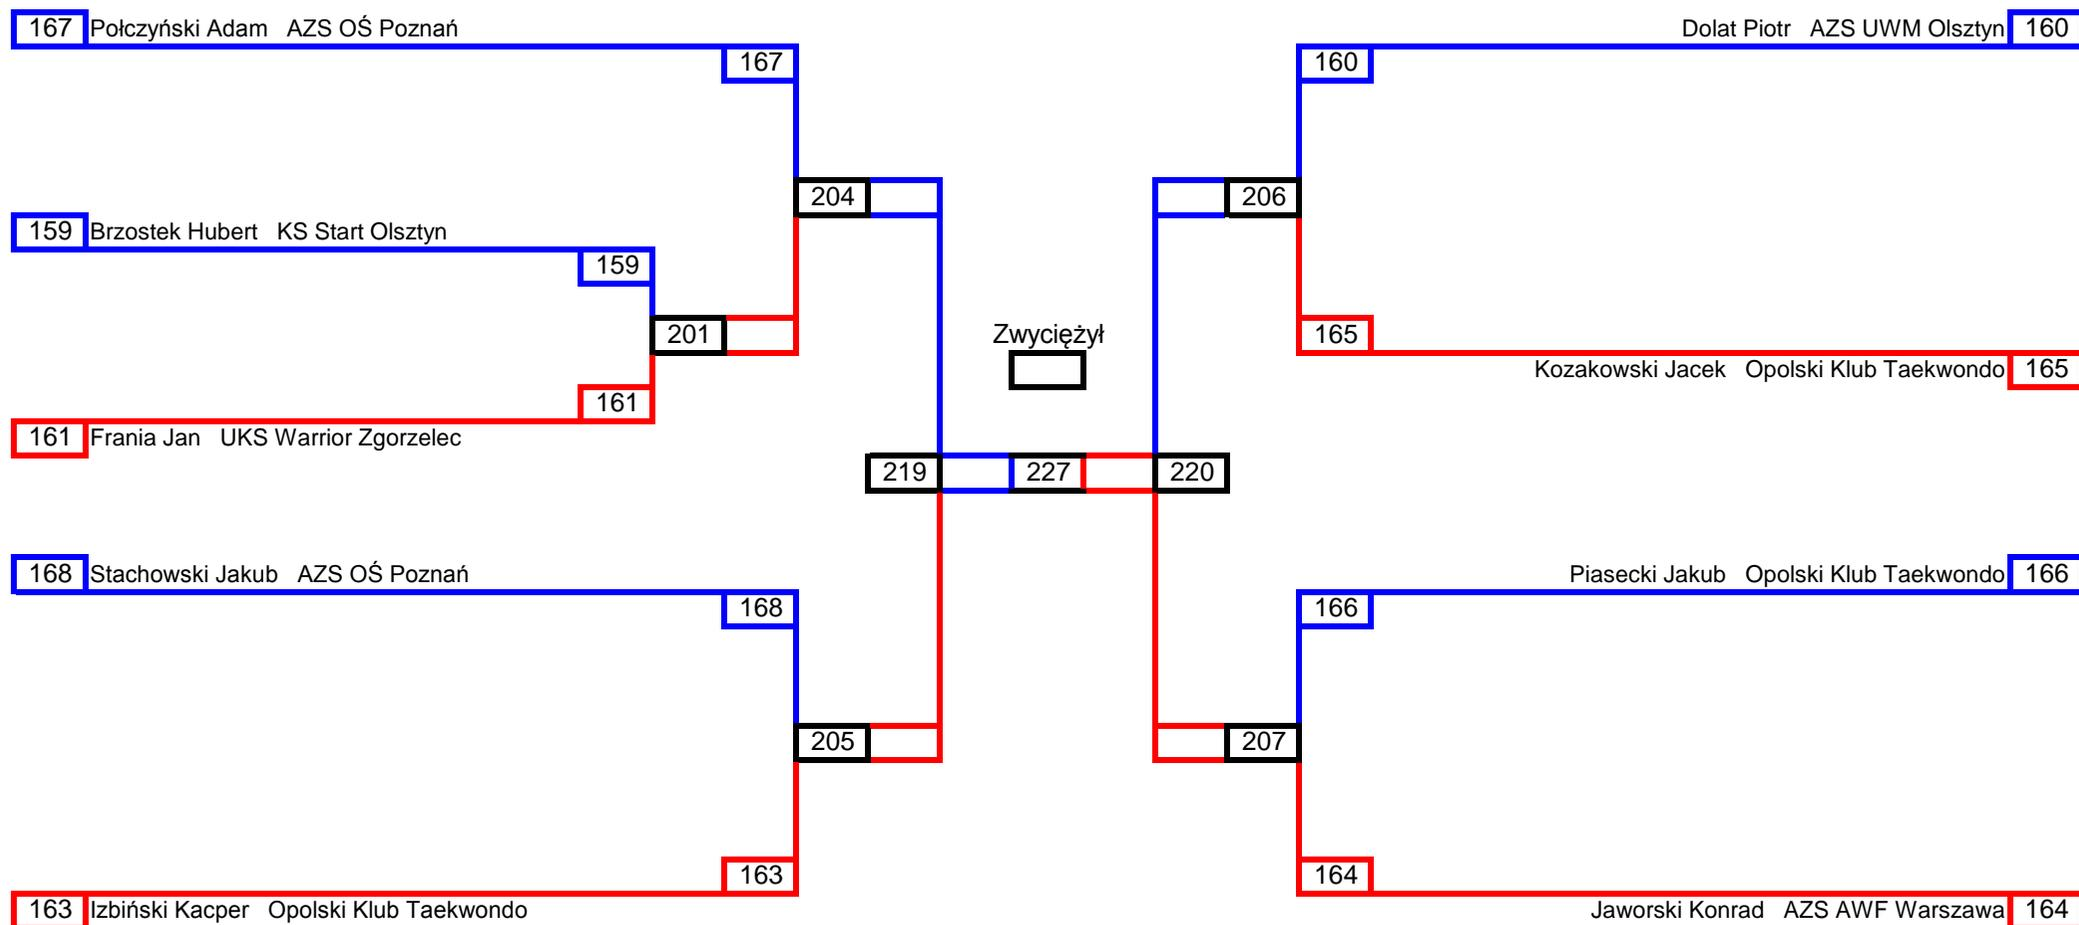 167 Połczyński Adam AZS OŚ Poznań
Dolat Piotr AZS UWM Olsztyn 160
167
160
204
206
159 Brzostek Hubert KS Start Olsztyn
159
201
Zwyciężył
165
Kozakowski Jacek Opolski Klub Taekwondo 165
161
161 Frania Jan UKS Warrior Zgorzelec
219
227
220
168 Stachowski Jakub AZS OŚ Poznań
Piasecki Jakub Opolski Klub Taekwondo 166
168
166
205
207
163
164
163 Izbiński Kacper Opolski Klub Taekwondo
Jaworski Konrad AZS AWF Warszawa 164